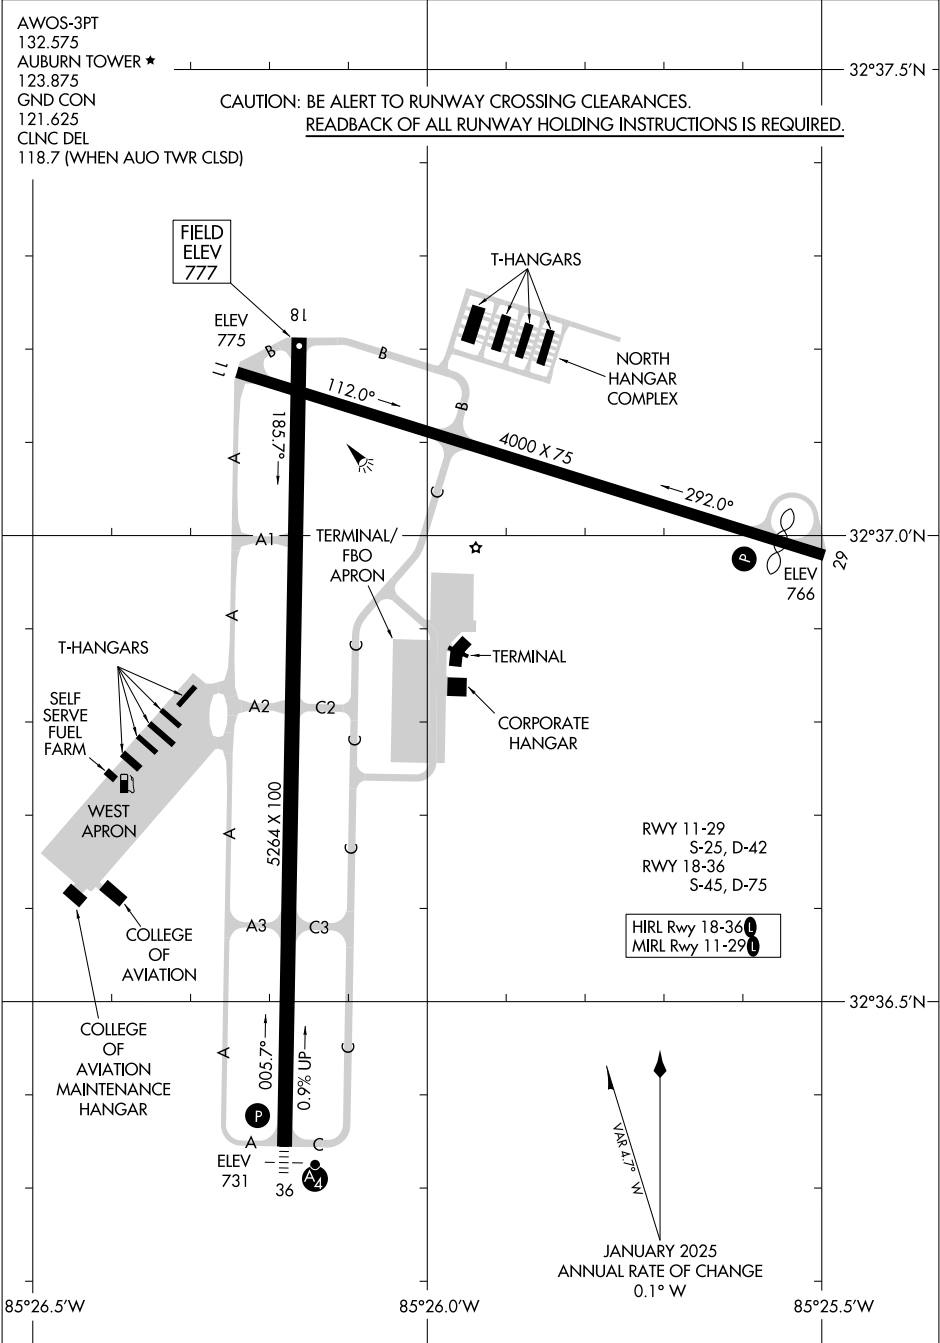 AWOS-3PT
132.575
AUBURN TOWER ★
123.875
GND CON
121.625
CLNC DEL
118.7 (WHEN AUO TWR CLSD)
32°37.5'N
CAUTION: BE ALERT TO RUNWAY CROSSING CLEARANCES.
READBACK OF ALL RUNWAY HOLDING INSTRUCTIONS IS REQUIRED.
FIELD
ELEV
777
T-HANGARS
18
ELEV
775
B
B
11
NORTH
HANGAR
COMPLEX
112.0°
B
185.7°
4000 X 75
A
C
292.0°
A1
TERMINAL/
FBO
APRON
32°37.0'N
P
29
ELEV
766
A
C
T-HANGARS
TERMINAL
SELF
SERVE
FUEL
FARM
A2
C2
CORPORATE
HANGAR
C
WEST
APRON
5264 X 100
A
C
RWY 11-29
S-25, D-42
RWY 18-36
S-45, D-75
A3
C3
HIRL Rwy 18-36 L
MIRL Rwy 11-29 L
COLLEGE
OF
AVIATION
32°36.5'N
COLLEGE
OF
AVIATION
MAINTENANCE
HANGAR
A
005.7°
0.9% UP
C
P
A
C
ELEV
731
36
A4
VAR 4.7° W
JANUARY 2025
ANNUAL RATE OF CHANGE
0.1° W
85°26.5'W
85°26.0'W
85°25.5'W